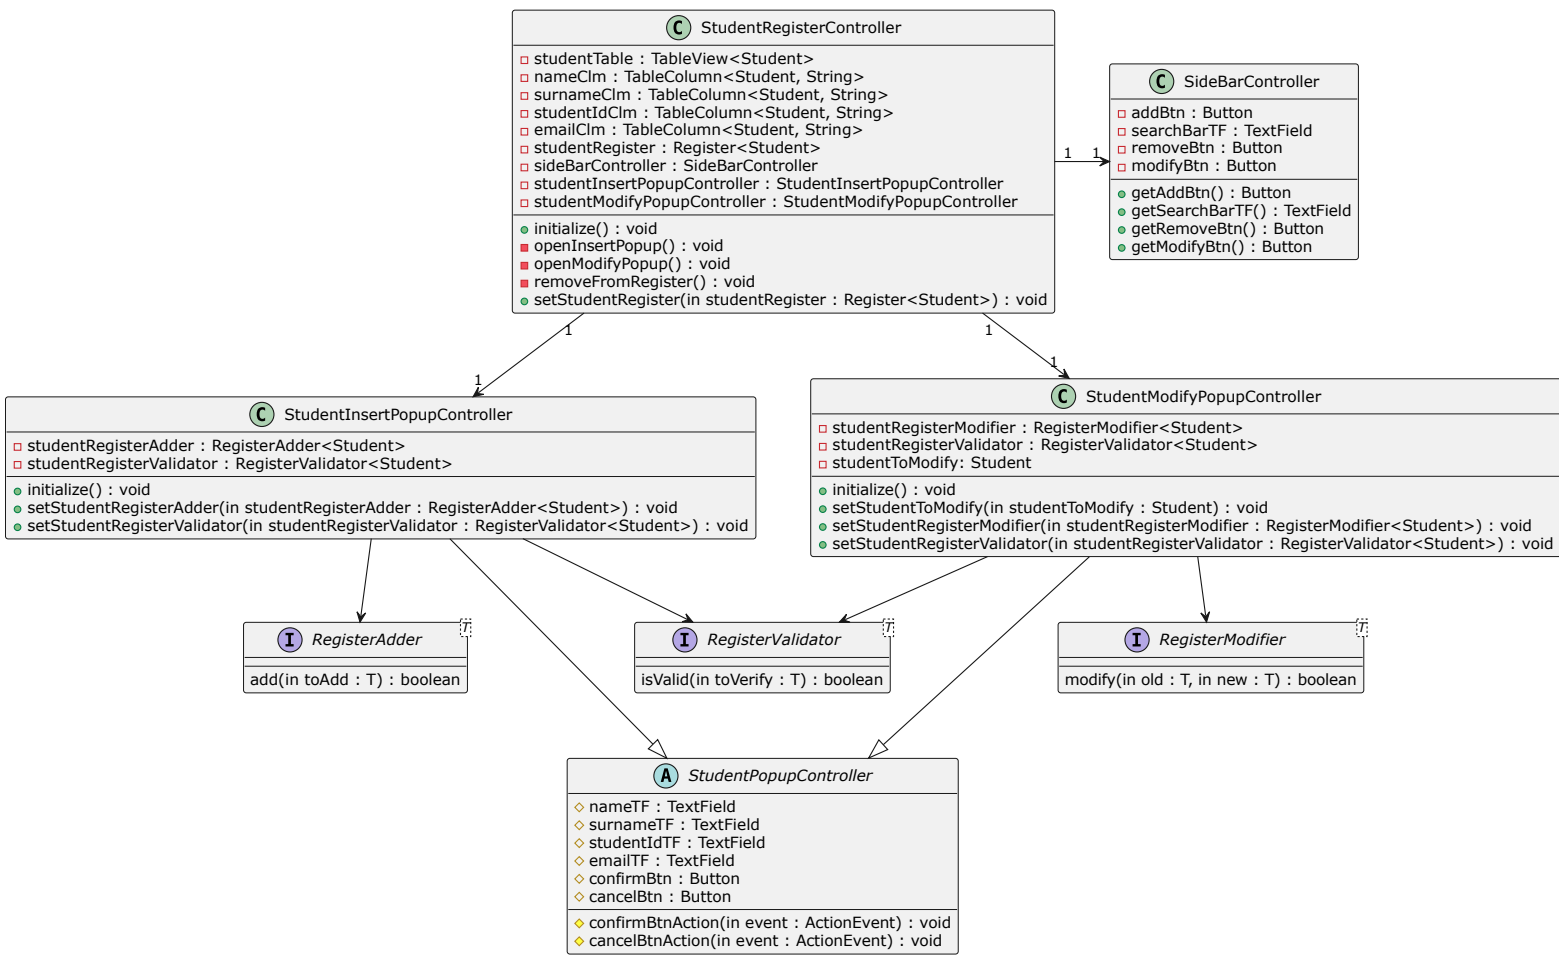 C StudentRegisterController
studentTable : TableView<Student>
nameClm : TableColumn<Student, String>
surnameClm : TableColumn<Student, String>
studentIdClm : TableColumn<Student, String>
emailClm : TableColumn<Student, String>
studentRegister : Register<Student>
sideBarController : SideBarController
studentInsertPopupController : StudentInsertPopupController
studentModifyPopupController : StudentModifyPopupController
initialize() : void
openInsertPopup() : void
openModifyPopup() : void
removeFromRegister() : void
setStudentRegister(in studentRegister : Register<Student>) : void
1 1
C SideBarController
addBtn : Button
searchBarTF : TextField
removeBtn : Button
modifyBtn : Button
getAddBtn() : Button
getSearchBarTF() : TextField
getRemoveBtn() : Button
getModifyBtn() : Button
1
1
1
1
C StudentInsertPopupController
studentRegisterAdder : RegisterAdder<Student>
studentRegisterValidator : RegisterValidator<Student>
initialize() : void
setStudentRegisterAdder(in studentRegisterAdder : RegisterAdder<Student>) : void
setStudentRegisterValidator(in studentRegisterValidator : RegisterValidator<Student>) : void
C StudentModifyPopupController
studentRegisterModifier : RegisterModifier<Student>
studentRegisterValidator : RegisterValidator<Student>
studentToModify: Student
initialize() : void
setStudentToModify(in studentToModify : Student) : void
setStudentRegisterModifier(in studentRegisterModifier : RegisterModifier<Student>) : void
setStudentRegisterValidator(in studentRegisterValidator : RegisterValidator<Student>) : void
I RegisterAdder T
add(in toAdd : T) : boolean
I RegisterValidator T
isValid(in toVerify : T) : boolean
I RegisterModifier T
modify(in old : T, in new : T) : boolean
A StudentPopupController
nameTF : TextField
surnameTF : TextField
studentIdTF : TextField
emailTF : TextField
confirmBtn : Button
cancelBtn : Button
confirmBtnAction(in event : ActionEvent) : void
cancelBtnAction(in event : ActionEvent) : void